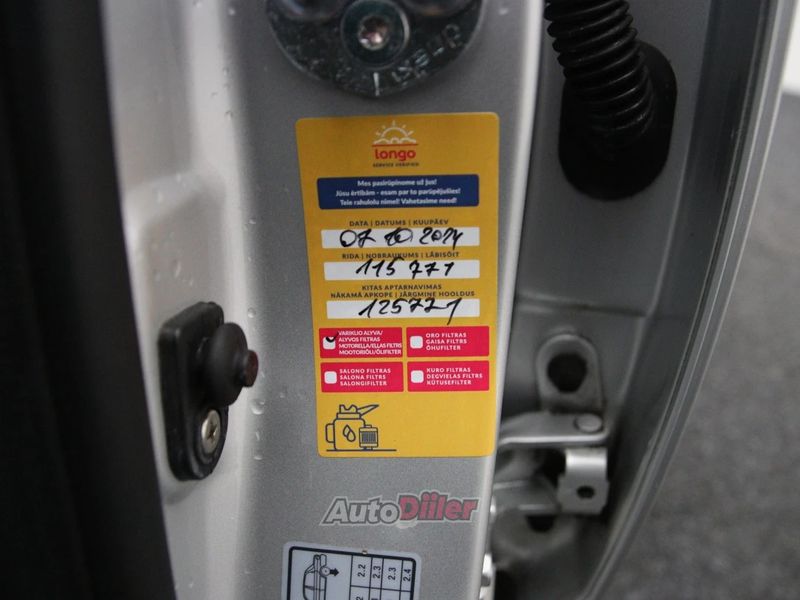 longo
SERVICE VERIFIED
Mes pasirūpinome už jus!
Jūsu ērtībām - esam par to parūpējušies!
Teie rahulolu nimel! Vahetasime need!
DATA | DATUMS | KUUPÄEV
07 10 2024
RIDA | NOBRAUKUMS | LÄBISÕIT
115 771
KITAS APTARNAVIMAS
NĀKAMĀ APKOPE | JÄRGMINE HOOLDUS
125771
VARIKLIO ALYVA/
ALYVOS FILTRAS
MOTORELLA/EĻĻAS FILTRS
MOOTORIÕLI/ÕLIFILTER
ORO FILTRAS
GAISA FILTRS
ÕHUFILTER
SALONO FILTRAS
SALONA FILTRS
SALONGIFILTER
KURO FILTRAS
DEGVIELAS FILTRS
KÜTUSEFILTER
AutoDiiler
2.2
2.3
2.3
2.4